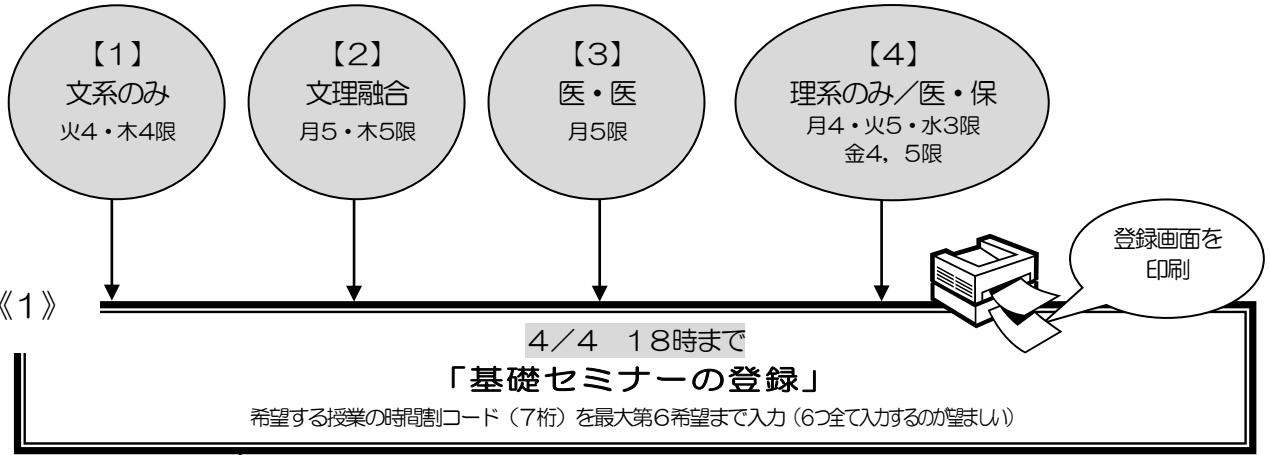 【1】
文系のみ
火4・木4限
【2】
文理融合
月5・木5限
【3】
医・医
月5限
【4】
理系のみ/医・保
月4・火5・水3限
金4，5限
登録画面を
印刷
《1》
4/4　18時まで
「基礎セミナーの登録」
希望する授業の時間割コード（7桁）を最大第6希望まで入力（6つ全て入力するのが望ましい）